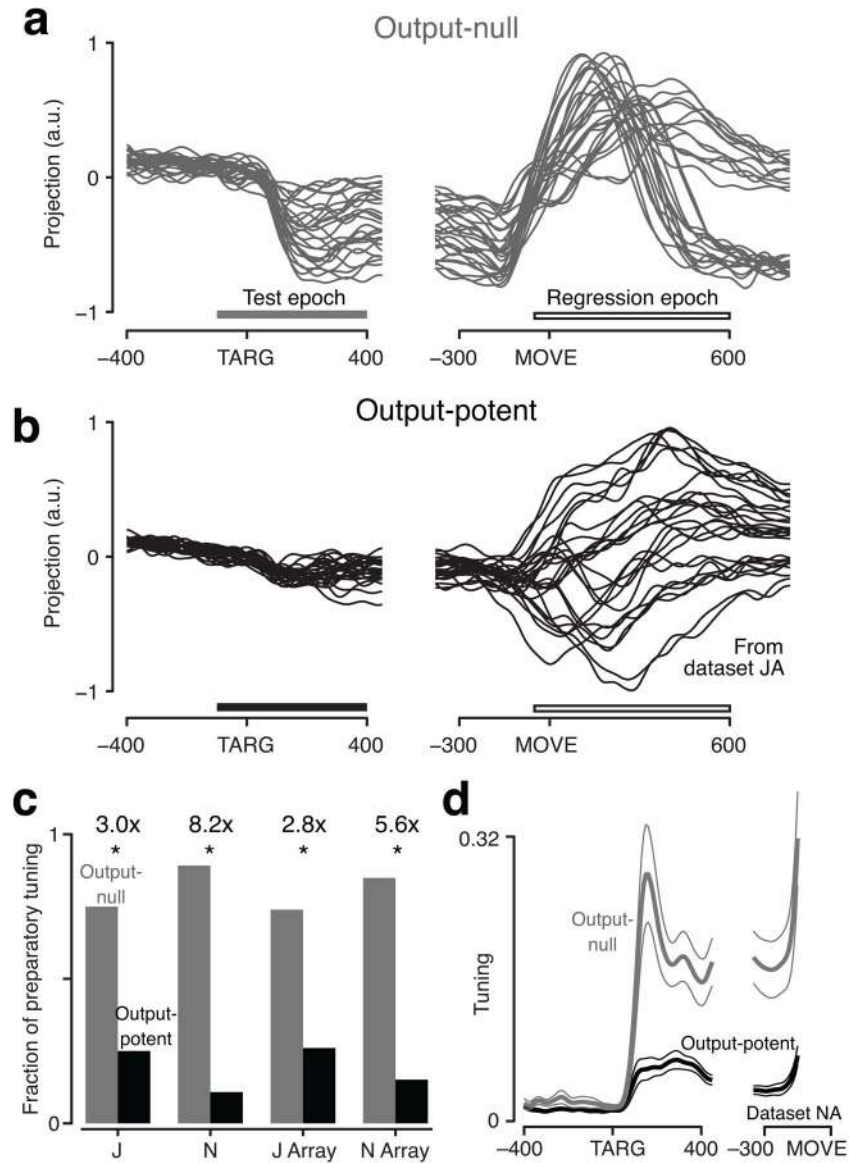 a
Output-null
1
Projection (a.u.)
0
Test epoch
Regression epoch
−1
−400
TARG
400
−300
MOVE
600
b
Output-potent
1
Projection (a.u.)
0
From
dataset JA
−1
−400
TARG
400
−300
MOVE
600
c
3.0x
8.2x
2.8x
5.6x
* * * *
1
Output-
null
Fraction of preparatory tuning
Output-
potent
0
J
N
J Array
N Array
d
0.32
Output-
null
Tuning
Output-potent
Dataset NA
0
−400
TARG
400
−300
MOVE